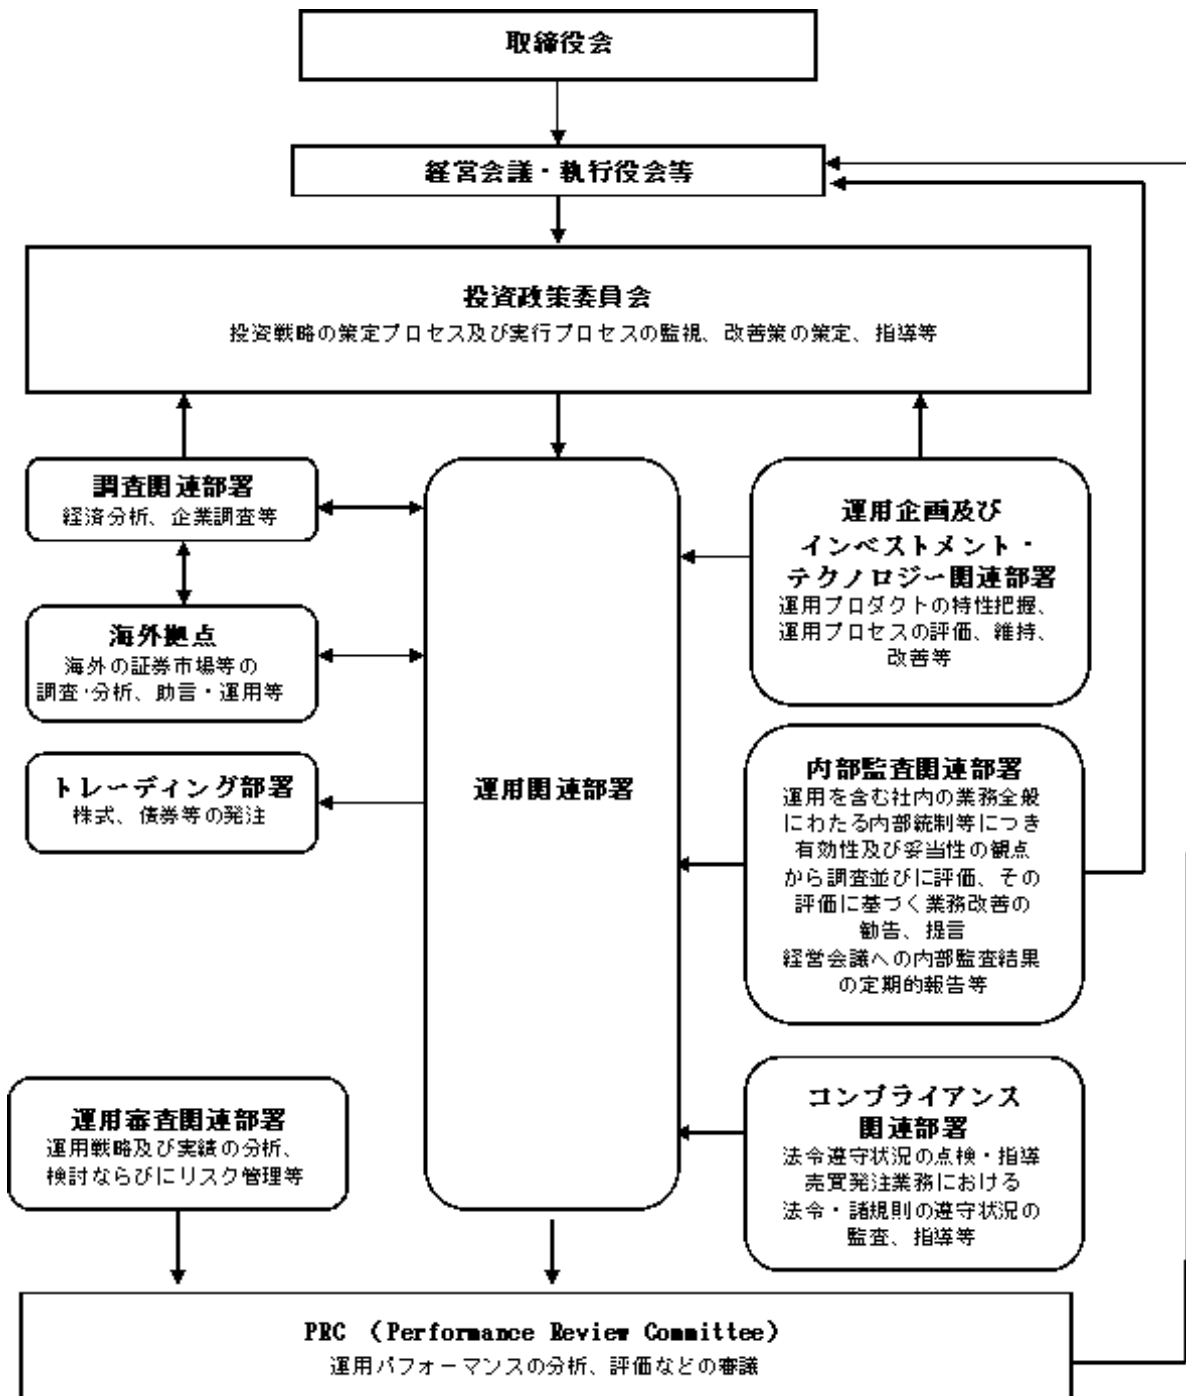 取締役会
経営会議・執行役会等
投資政策委員会
投資戦略の策定プロセス及び実行プロセスの監視、改善策の策定、指導等
調査関連部署
経済分析、企業調査等
海外拠点
海外の証券市場等の
調査・分析、助言・運用等
トレーディング部署
株式、債券等の発注
運用関連部署
運用企画及び
インベストメント・
テクノロジー関連部署
運用プロダクトの特性把握、
運用プロセスの評価、維持、
改善等
内部監査関連部署
運用を含む社内の業務全般
にわたる内部統制等につき
有効性及び妥当性の観点
から調査並びに評価、その
評価に基づく業務改善の
勧告、提言
経営会議への内部監査結果
の定期的報告等
運用審査関連部署
運用戦略及び実績の分析、
検討ならびにリスク管理等
コンプライアンス
関連部署
法令遵守状況の点検・指導
売買発注業務における
法令・諸規則の遵守状況の
監査、指導等
PRC （Performance Review Committee）
運用パフォーマンスの分析、評価などの審議